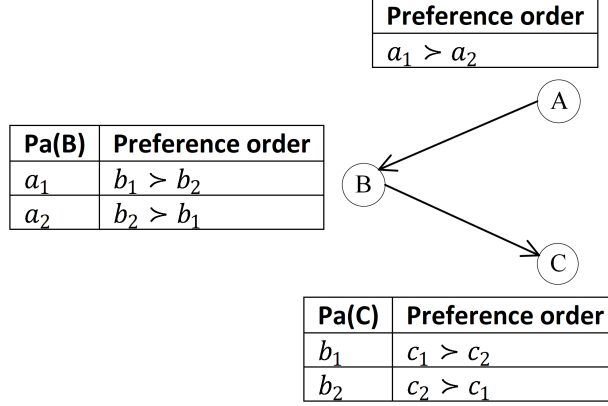 Preference order
a₁ ≻ a₂
A
Pa(B) Preference order
a₁ b₁ ≻ b₂
a₂ b₂ ≻ b₁
B
C
Pa(C) Preference order
b₁ c₁ ≻ c₂
b₂ c₂ ≻ c₁